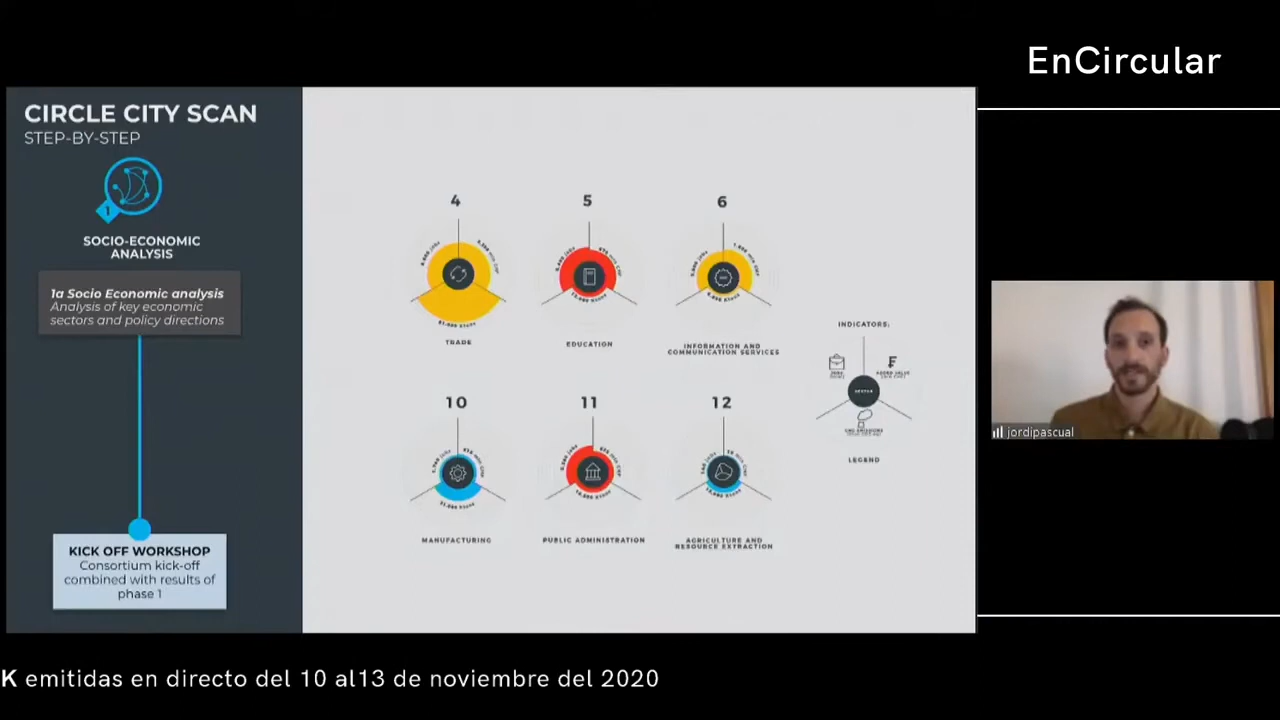 EnCircular
CIRCLE CITY SCAN
STEP-BY-STEP
1
SOCIO-ECONOMIC
ANALYSIS
1a Socio Economic analysis
Analysis of key economic
sectors and policy directions
KICK OFF WORKSHOP
Consortium kick-off
combined with results of
phase 1
4
5
6
TRADE
EDUCATION
INFORMATION AND
COMMUNICATION SERVICES
10
11
12
MANUFACTURING
PUBLIC ADMINISTRATION
AGRICULTURE AND
RESOURCE EXTRACTION
INDICATORS:
SECTOR
LEGEND
jordipascual
K emitidas en directo del 10 al13 de noviembre del 2020